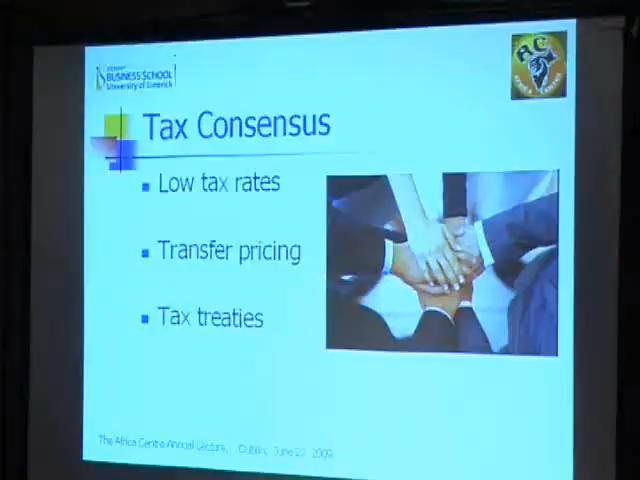 BUSINESS SCHOOL
University of Limerick
Tax Consensus
Low tax rates
Transfer pricing
Tax treaties
The Africa Centre Annual Lecture, Dublin, June 2009